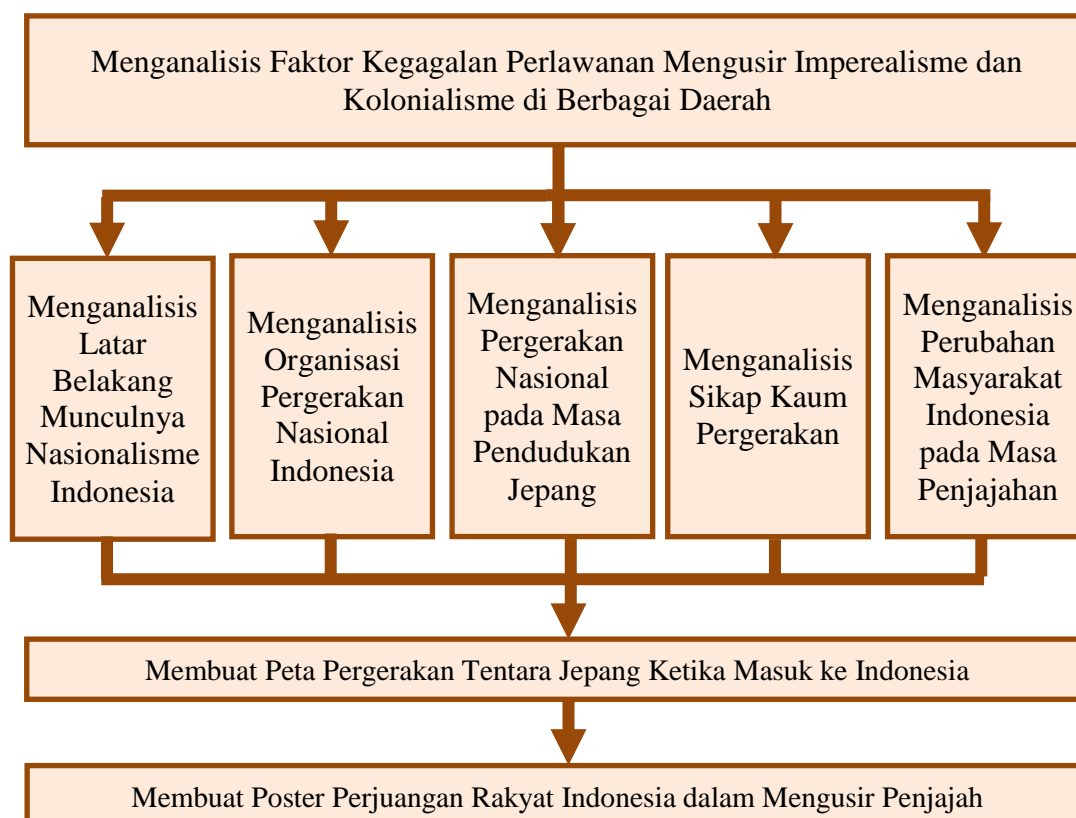 Menganalisis Faktor Kegagalan Perlawanan Mengusir Imperealisme dan
Kolonialisme di Berbagai Daerah
Menganalisis
Latar
Belakang
Munculnya
Nasionalisme
Indonesia
Menganalisis
Organisasi
Pergerakan
Nasional
Indonesia
Menganalisis
Pergerakan
Nasional
pada Masa
Pendudukan
Jepang
Menganalisis
Sikap Kaum
Pergerakan
Menganalisis
Perubahan
Masyarakat
Indonesia
pada Masa
Penjajahan
Membuat Peta Pergerakan Tentara Jepang Ketika Masuk ke Indonesia
Membuat Poster Perjuangan Rakyat Indonesia dalam Mengusir Penjajah